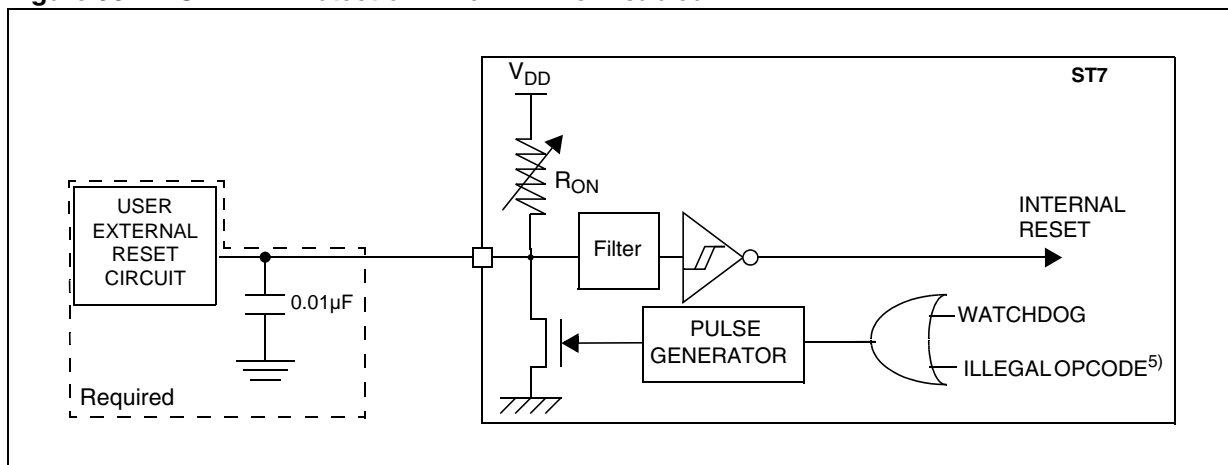 V_DD
ST7
R_ON
USER
EXTERNAL
RESET
CIRCUIT
0.01µF
Required
Filter
INTERNAL
RESET
PULSE
GENERATOR
WATCHDOG
ILLEGAL OPCODE⁵⁾